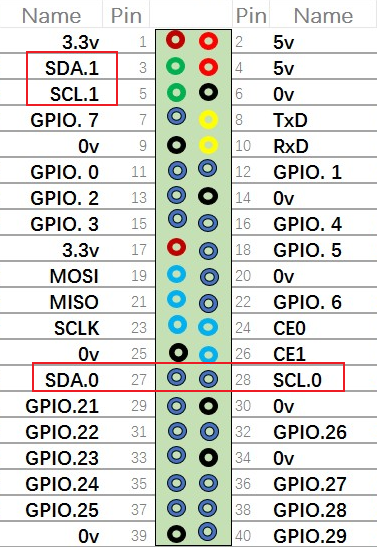 Name Pin Pin Name
3.3v 1 2 5v
SDA.1 3 4 5v
SCL.1 5 6 0v
GPIO. 7 7 8 TxD
0v 9 10 RxD
GPIO. 0 11 12 GPIO. 1
GPIO. 2 13 14 0v
GPIO. 3 15 16 GPIO. 4
3.3v 17 18 GPIO. 5
MOSI 19 20 0v
MISO 21 22 GPIO. 6
SCLK 23 24 CE0
0v 25 26 CE1
SDA.0 27 28 SCL.0
GPIO.21 29 30 0v
GPIO.22 31 32 GPIO.26
GPIO.23 33 34 0v
GPIO.24 35 36 GPIO.27
GPIO.25 37 38 GPIO.28
0v 39 40 GPIO.29